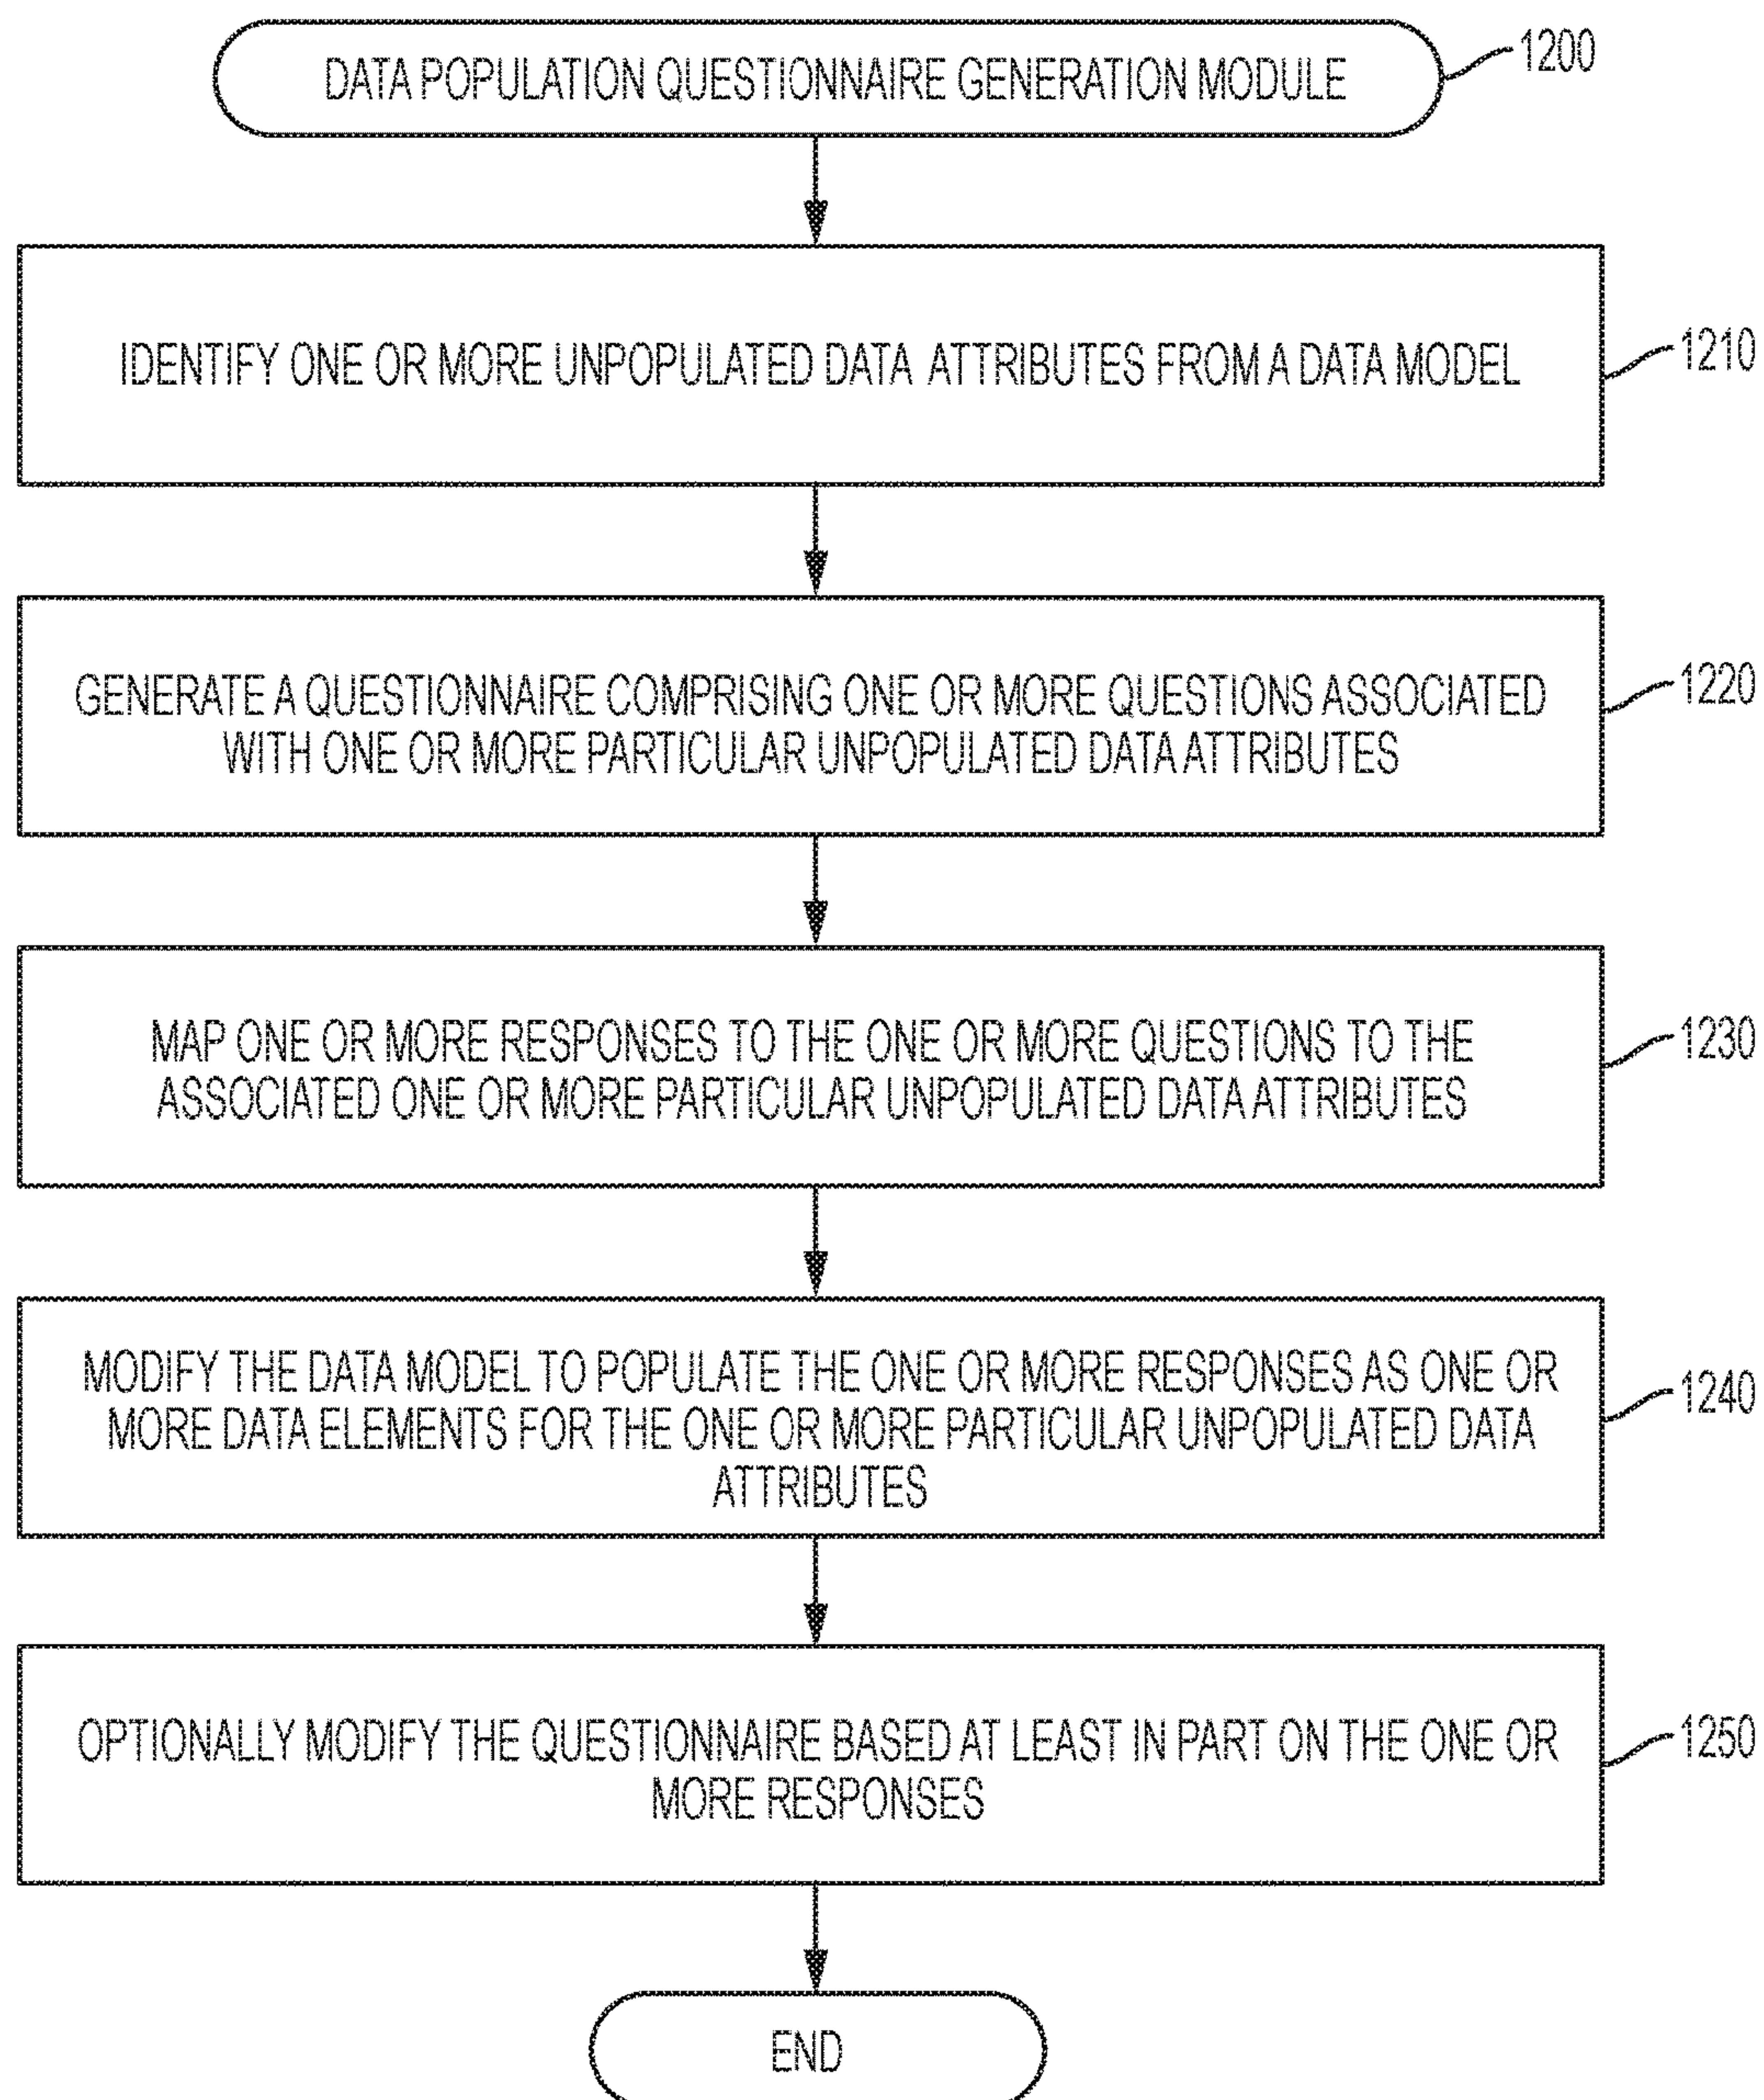 DATA POPULATION QUESTIONNAIRE GENERATION MODULE
1200
IDENTIFY ONE OR MORE UNPOPULATED DATA ATTRIBUTES FROM A DATA MODEL
1210
GENERATE A QUESTIONNAIRE COMPRISING ONE OR MORE QUESTIONS ASSOCIATED
WITH ONE OR MORE PARTICULAR UNPOPULATED DATA ATTRIBUTES
1220
MAP ONE OR MORE RESPONSES TO THE ONE OR MORE QUESTIONS TO THE
ASSOCIATED ONE OR MORE PARTICULAR UNPOPULATED DATA ATTRIBUTES
1230
MODIFY THE DATA MODEL TO POPULATE THE ONE OR MORE RESPONSES AS ONE OR
MORE DATA ELEMENTS FOR THE ONE OR MORE PARTICULAR UNPOPULATED DATA
ATTRIBUTES
1240
OPTIONALLY MODIFY THE QUESTIONNAIRE BASED AT LEAST IN PART ON THE ONE OR
MORE RESPONSES
1250
END